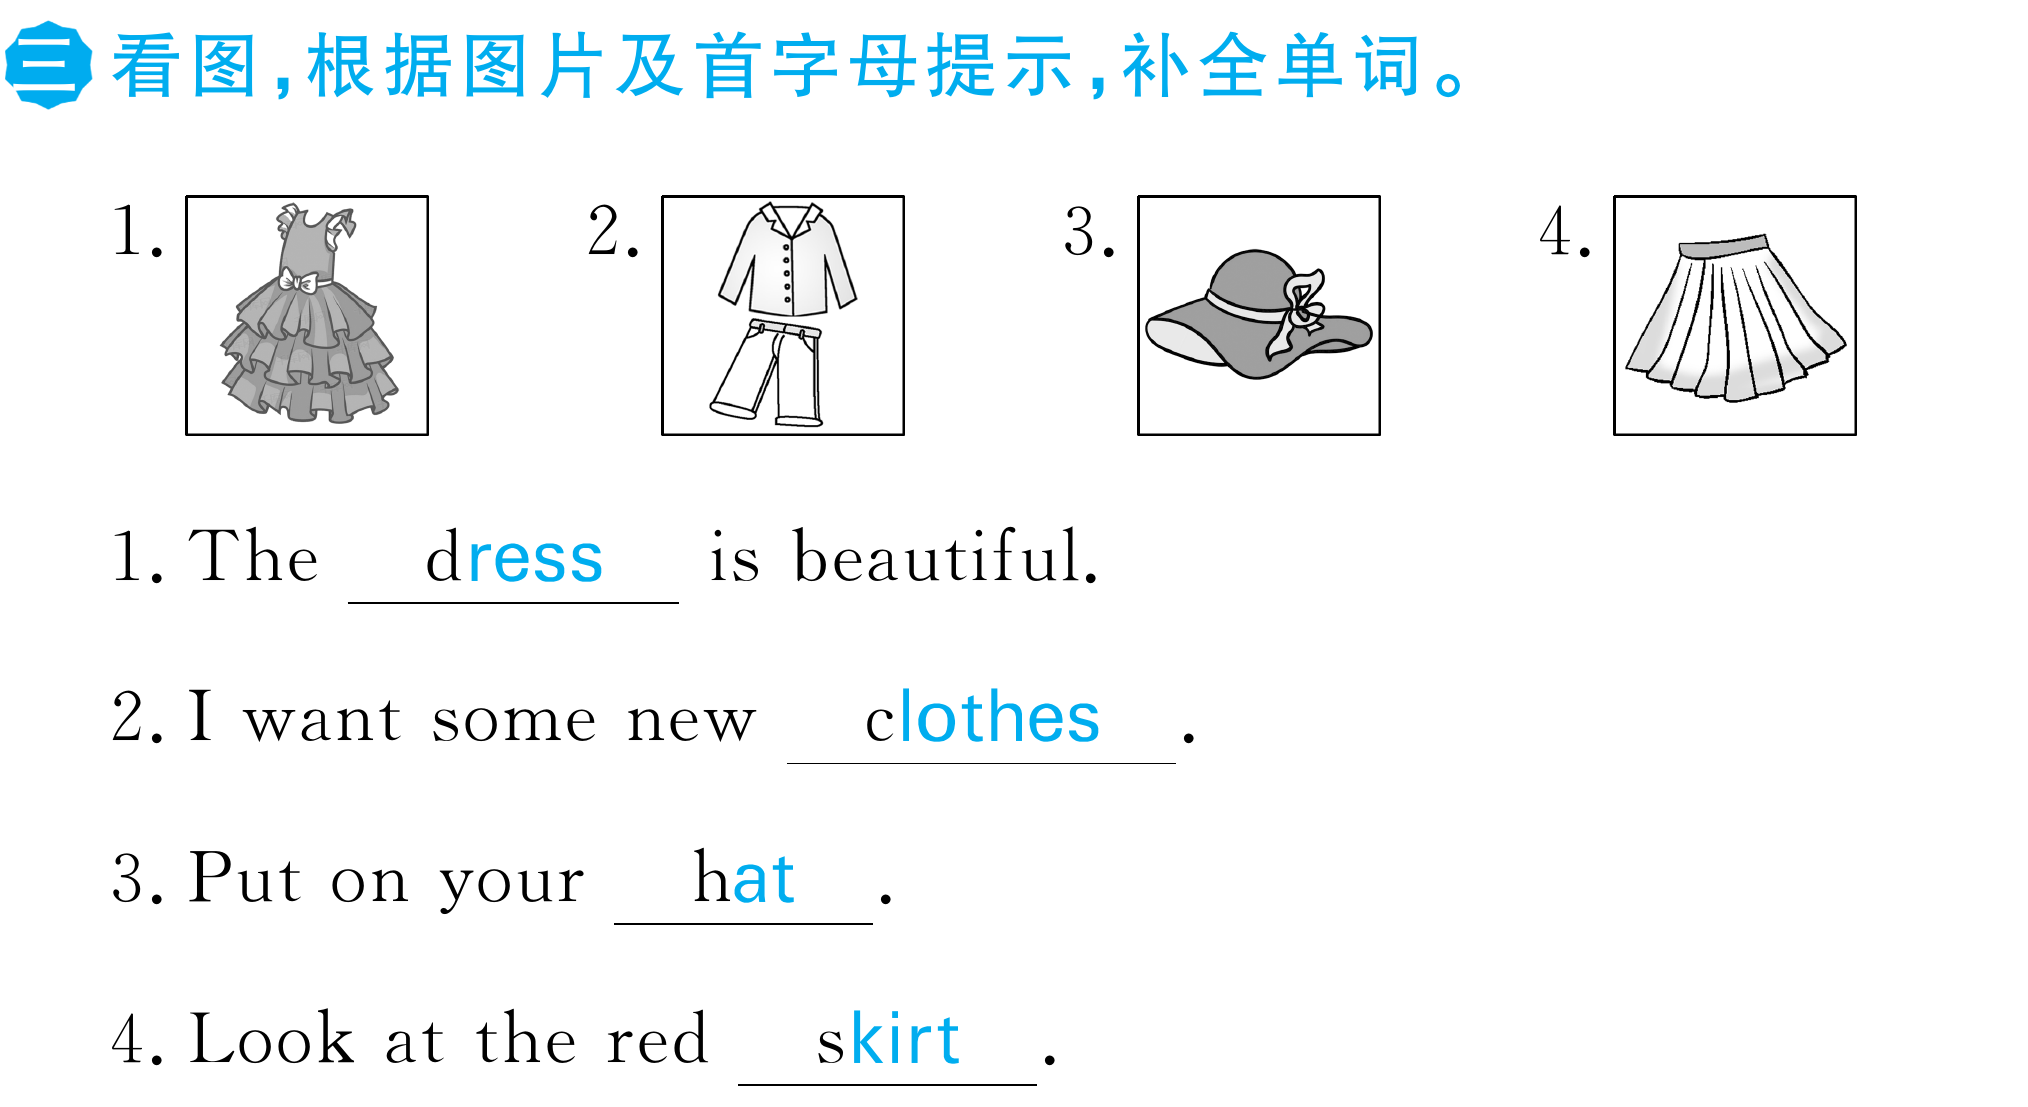 三 看图,根据图片及首字母提示,补全单词。
1. 2. 3. 4.
1. The dress is beautiful.
2. I want some new clothes.
3. Put on your hat.
4. Look at the red skirt.